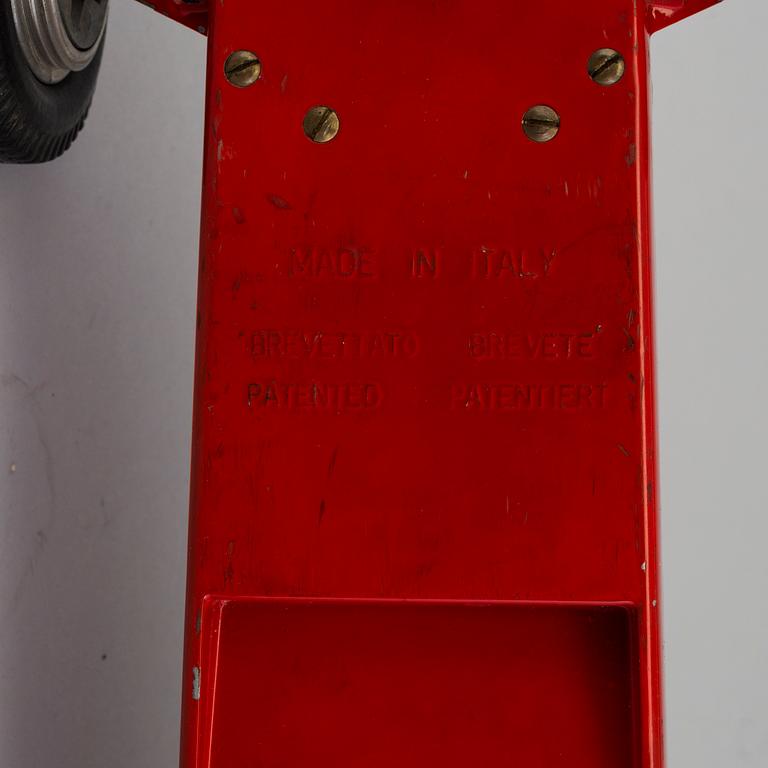 MADE IN ITALY
BREVETTATO BREVETE
PATENTED PATENTIERT